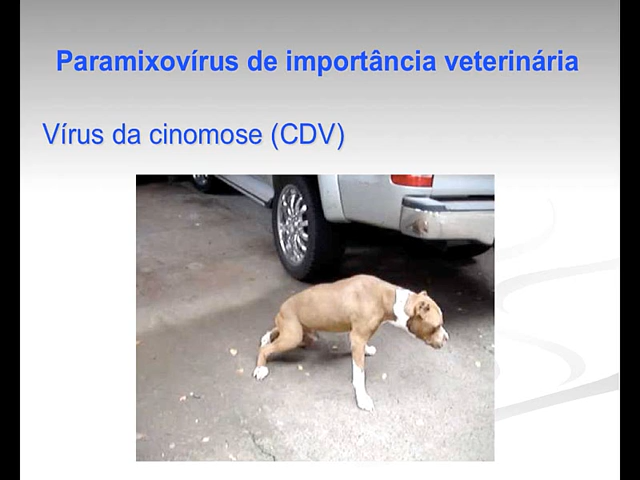 Paramixovírus de importância veterinária
Vírus da cinomose (CDV)